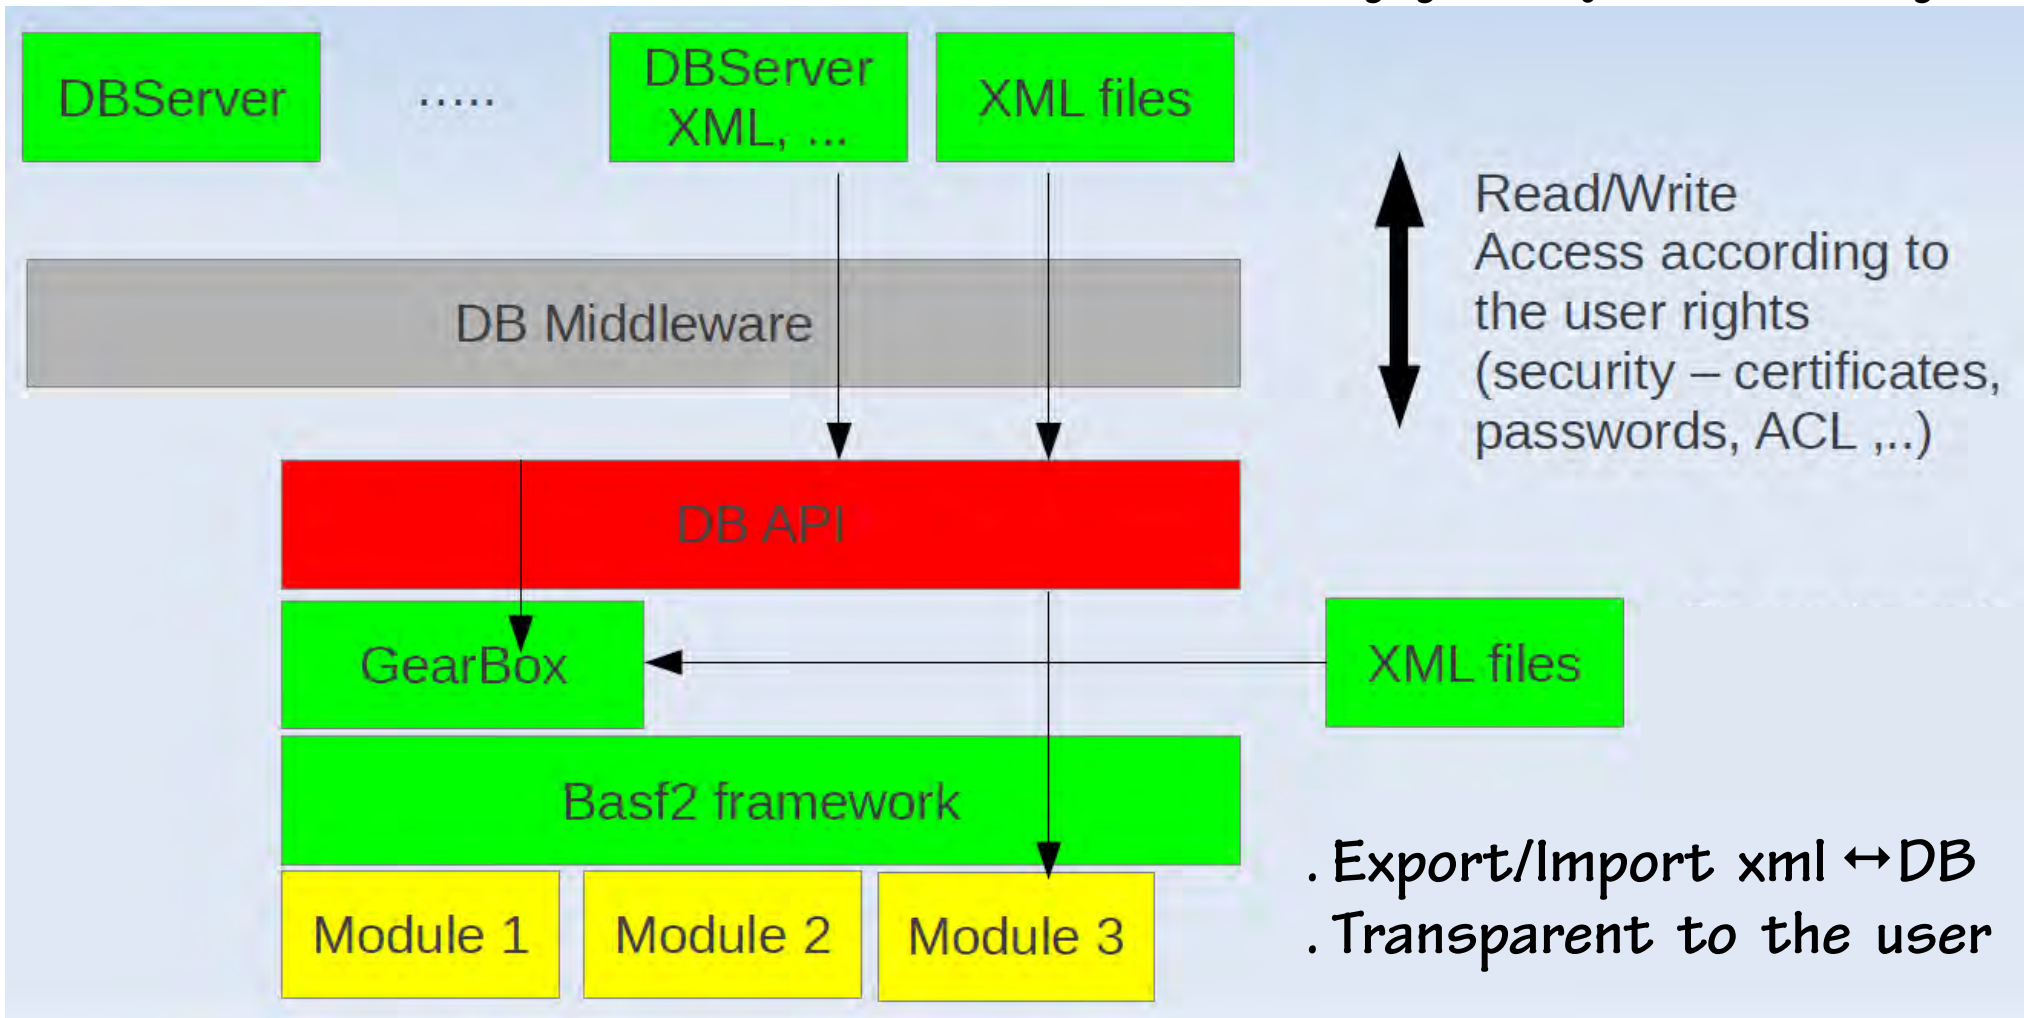 DBServer
.....
DBServer
XML, ...
XML files
Read/Write
Access according to
the user rights
(security – certificates,
passwords, ACL ,..)
DB Middleware
DB API
GearBox
XML files
Basf2 framework
Module 1
Module 2
Module 3
. Export/Import xml ↔ DB
. Transparent to the user